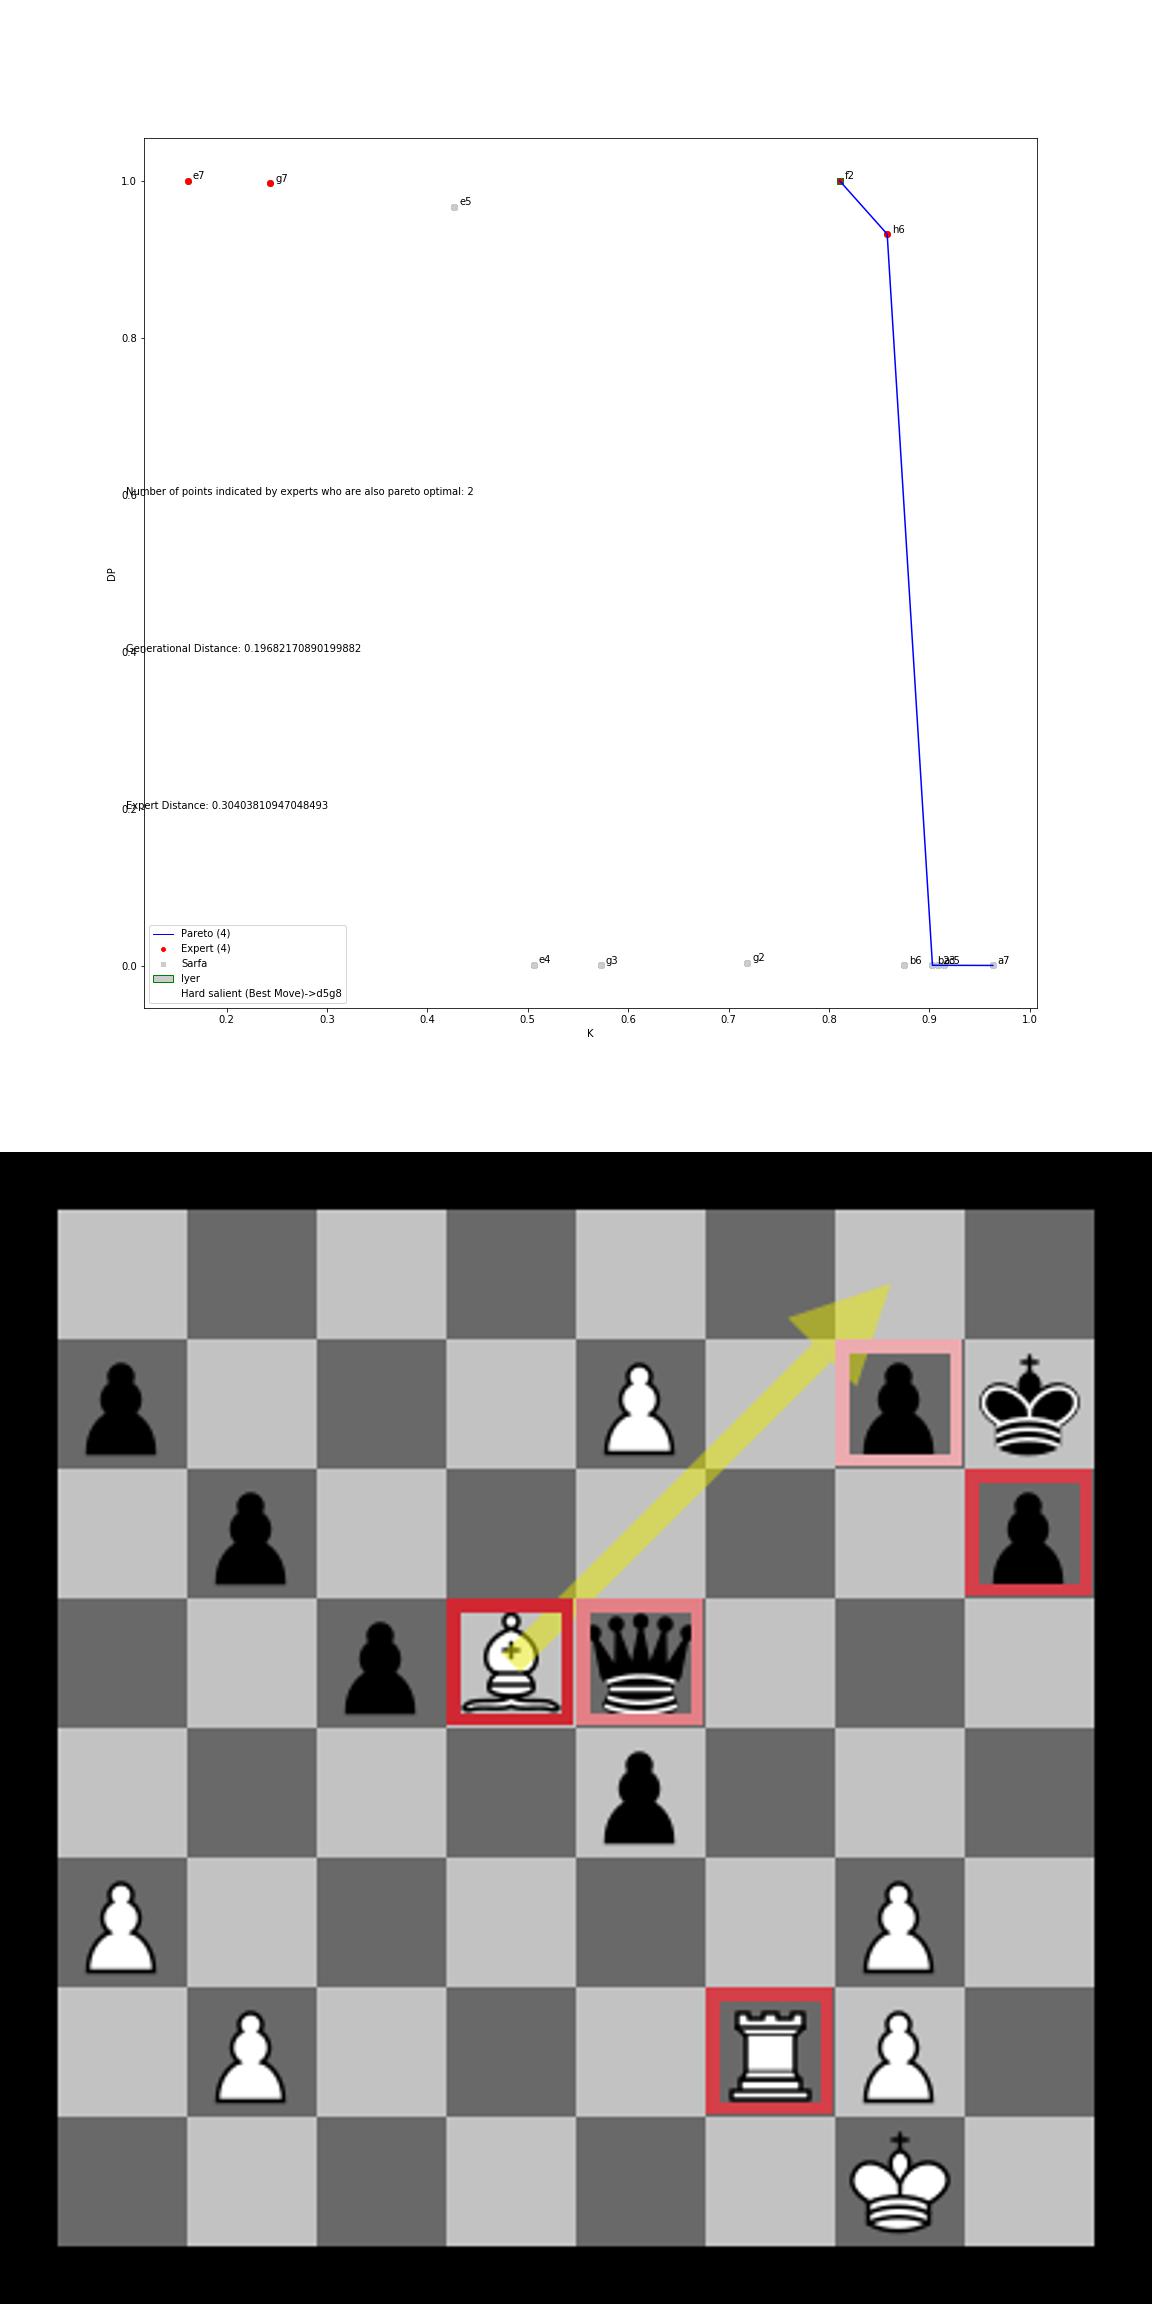 e7
g7
e5
f2
h6
1.0
0.8
0.6
Number of points indicated by experts who are also pareto optimal: 2
DP
0.4
Generational Distance: 0.19682170890199882
0.2
Expert Distance: 0.30403810947048493
Pareto (4)
Expert (4)
Sarfa
Iyer
Hard salient (Best Move)->d5g8
0.0
e4
g3
g2
b6
a7
0.2
0.3
0.4
0.5
0.6
0.7
0.8
0.9
1.0
K